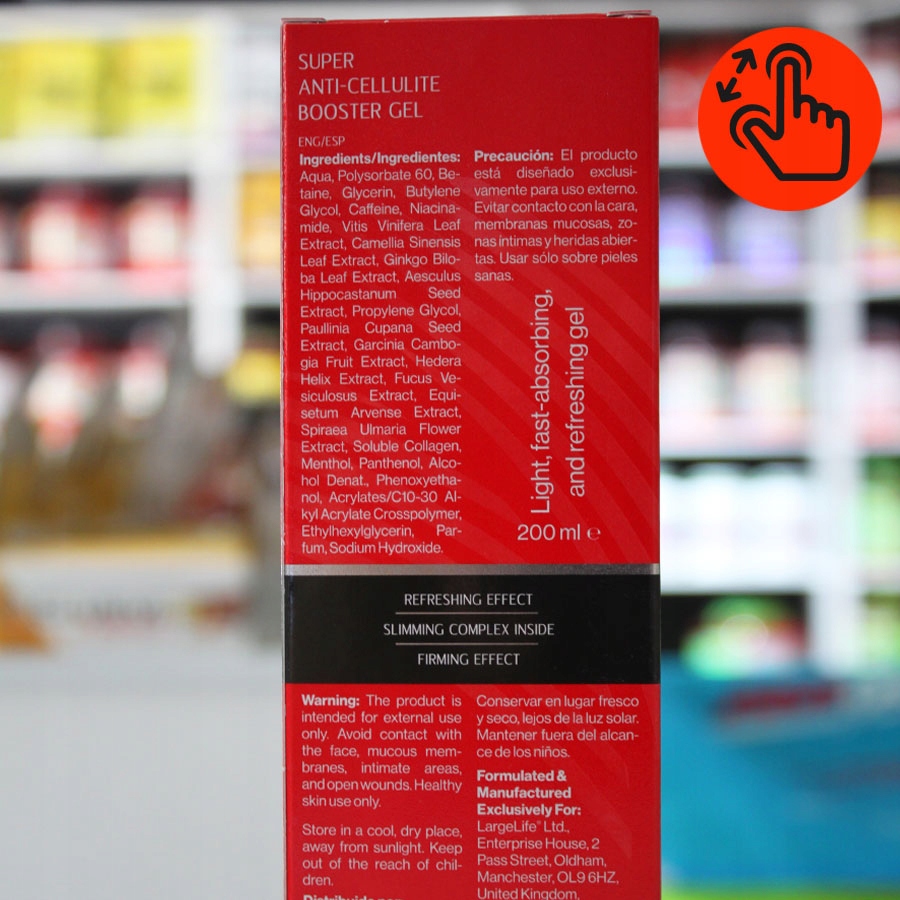 SUPER
ANTI-CELLULITE
BOOSTER GEL
ENG/ESP
Ingredients/Ingredientes:
Aqua, Polysorbate 60, Be-
taine, Glycerin, Butylene
Glycol, Caffeine, Niacina-
mide, Vitis Vinifera Leaf
Extract, Camellia Sinensis
Leaf Extract, Ginkgo Bilo-
ba Leaf Extract, Aesculus
Hippocastanum Seed
Extract, Propylene Glycol,
Paullinia Cupana Seed
Extract, Garcinia Cambo-
gia Fruit Extract, Hedera
Helix Extract, Fucus Ve-
siculosus Extract, Equi-
setum Arvense Extract,
Spiraea Ulmaria Flower
Extract, Soluble Collagen,
Menthol, Panthenol, Alco-
hol Denat., Phenoxyetha-
nol, Acrylates/C10-30 Al-
kyl Acrylate Crosspolymer,
Ethylhexylglycerin, Par-
fum, Sodium Hydroxide.
Precaución: El producto
está diseñado exclusi-
vamente para uso externo.
Evitar contacto con la cara,
membranas mucosas, zo-
nas íntimas y heridas abier-
tas. Usar sólo sobre pieles
sanas.
Light, fast-absorbing,
and refreshing gel
200 ml ℮
REFRESHING EFFECT
SLIMMING COMPLEX INSIDE
FIRMING EFFECT
Warning: The product is
intended for external use
only. Avoid contact with
the face, mucous mem-
branes, intimate areas,
and open wounds. Healthy
skin use only.
Store in a cool, dry place,
away from sunlight. Keep
out of the reach of chil-
dren.
Distribuido por
Conservar en lugar fresco
y seco, lejos de la luz solar.
Mantener fuera del alcan-
ce de los niños.
Formulated &
Manufactured
Exclusively For:
LargeLife® Ltd.,
Enterprise House, 2
Pass Street, Oldham,
Manchester, OL9 6HZ,
United Kingdom,